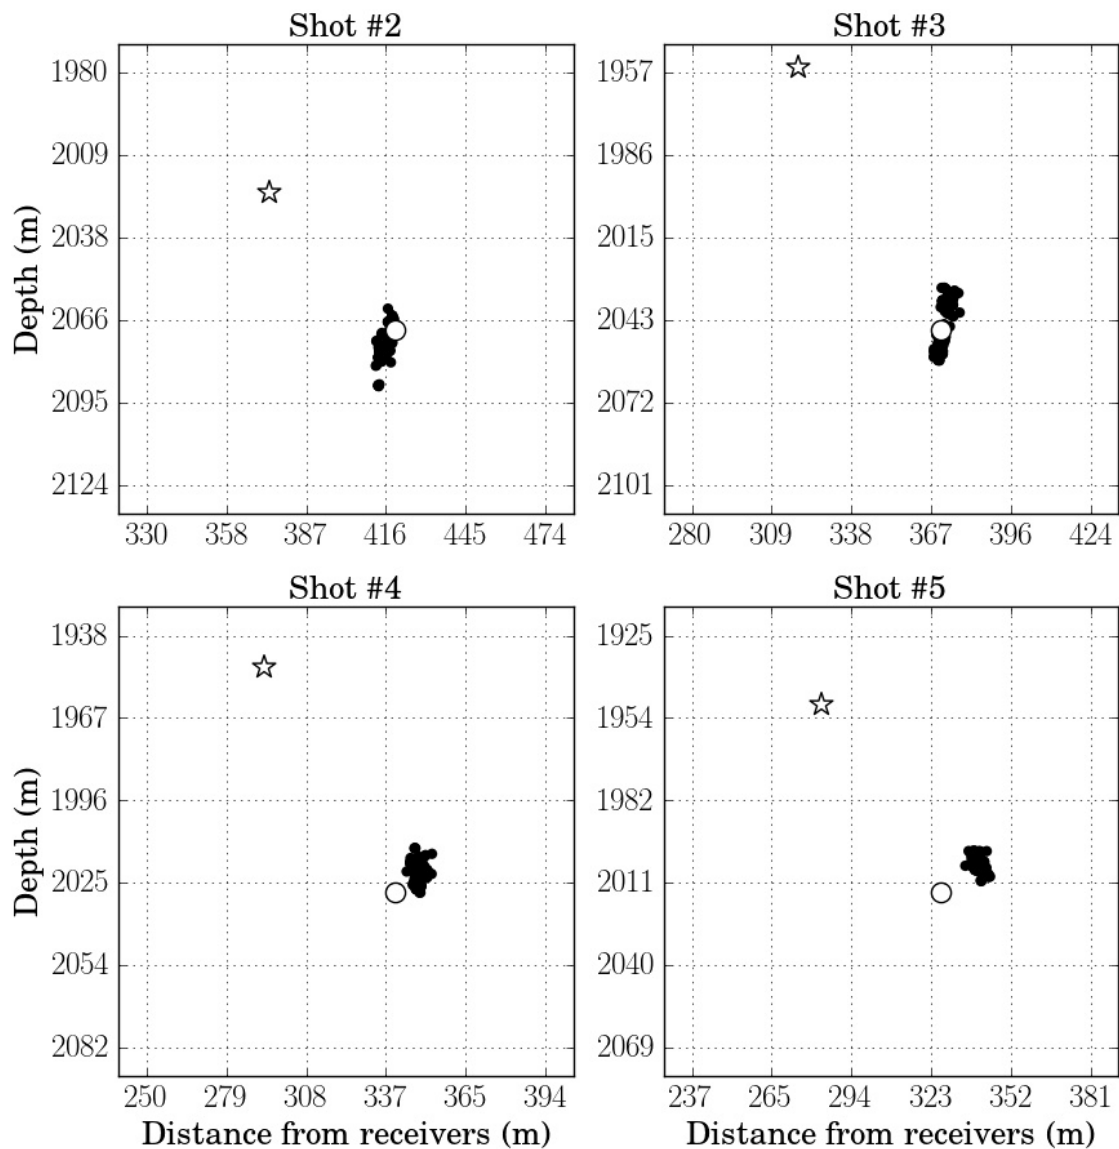 Shot #2
Shot #3
1980
2009
2038
2066
2095
2124
1957
1986
2015
2043
2072
2101
Depth (m)
330 358 387 416 445 474
280 309 338 367 396 424
Shot #4
Shot #5
1938
1967
1996
2025
2054
2082
1925
1954
1982
2011
2040
2069
Depth (m)
250 279 308 337 365 394
237 265 294 323 352 381
Distance from receivers (m)
Distance from receivers (m)